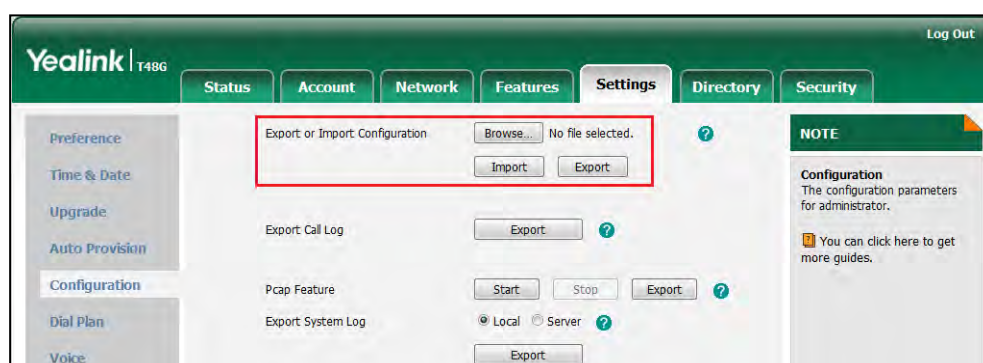 Log Out
Yealink T48G
Status Account Network Features Settings Directory Security
Preference
Time & Date
Upgrade
Auto Provision
Configuration
Dial Plan
Voice
Export or Import Configuration Browse... No file selected.
Import Export
Export Call Log Export
Pcap Feature Start Stop Export
Export System Log Local Server
Export
NOTE
Configuration
The configuration parameters
for administrator.
You can click here to get
more guides.